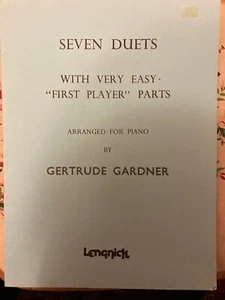 SEVEN DUETS
WITH VERY EASY-
“FIRST PLAYER” PARTS
ARRANGED FOR PIANO
BY
GERTRUDE GARDNER
Lengnick